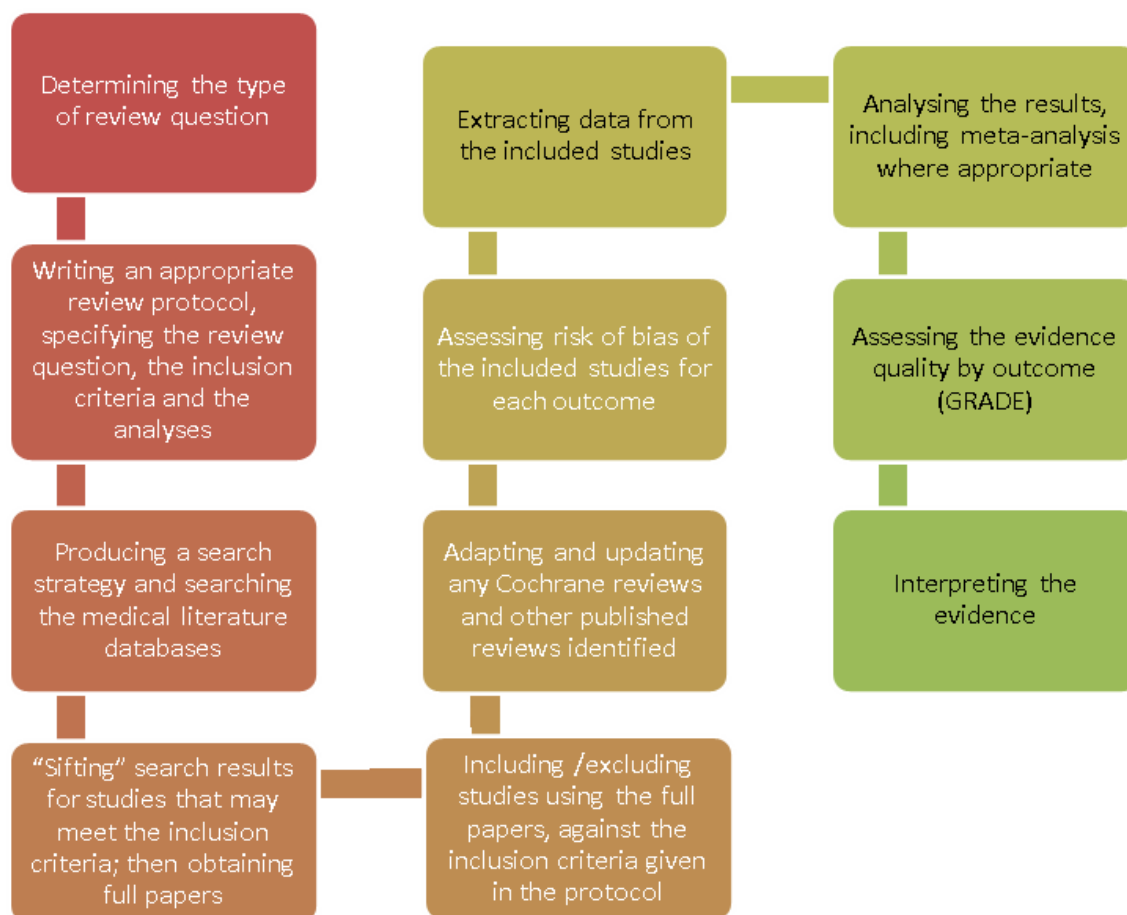 Determining the type
of review question
Writing an appropriate
review protocol,
specifying the review
question, the inclusion
criteria and the
analyses
Producing a search
strategy and searching
the medical literature
databases
“Sifting” search results
for studies that may
meet the inclusion
criteria; then obtaining
full papers
Including /excluding
studies using the full
papers, against the
inclusion criteria given
in the protocol
Adapting and updating
any Cochrane reviews
and other published
reviews identified
Assessing risk of bias of
the included studies for
each outcome
Extracting data from
the included studies
Analysing the results,
including meta-analysis
where appropriate
Assessing the evidence
quality by outcome
(GRADE)
Interpreting the
evidence